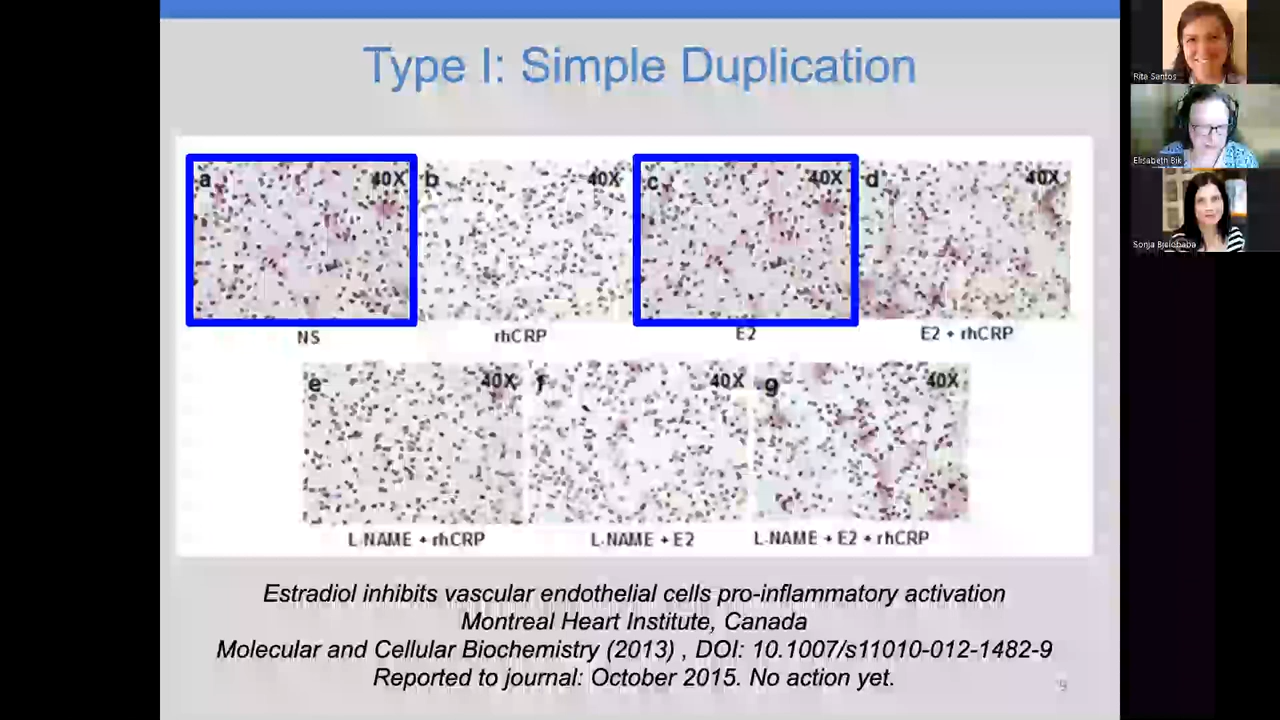 Type I: Simple Duplication
a 40X b 40X c 40X d 40X
NS rhCRP E2 E2 + rhCRP
e 40X f 40X g 40X
L-NAME + rhCRP L-NAME + E2 L-NAME + E2 + rhCRP
Estradiol inhibits vascular endothelial cells pro-inflammatory activation
Montreal Heart Institute, Canada
Molecular and Cellular Biochemistry (2013) , DOI: 10.1007/s11010-012-1482-9
Reported to journal: October 2015. No action yet.
9
Rita Santos
Elisabeth Bik
Sonja Bjelobaba